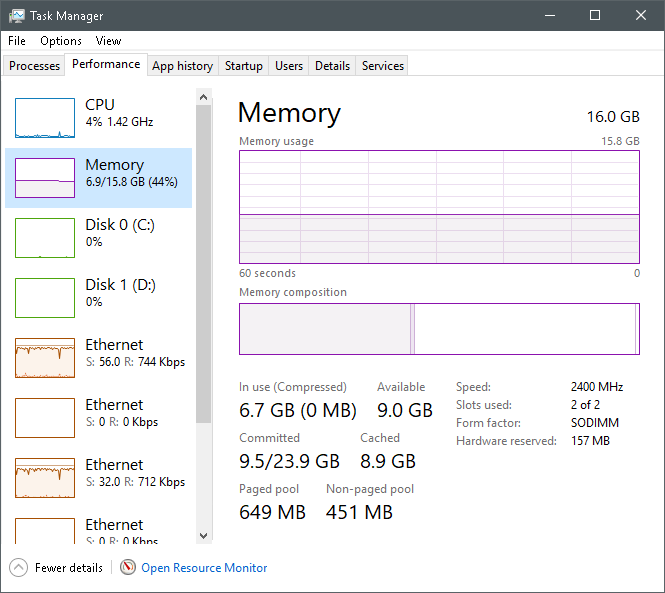 Task Manager
File Options View
Processes Performance App history Startup Users Details Services
CPU
4% 1.42 GHz
Memory
6.9/15.8 GB (44%)
Disk 0 (C:)
0%
Disk 1 (D:)
0%
Ethernet
S: 56.0 R: 744 Kbps
Ethernet
S: 0 R: 0 Kbps
Ethernet
S: 32.0 R: 712 Kbps
Ethernet
S: 0 R: 0 Kbps
Memory 16.0 GB
Memory usage 15.8 GB
60 seconds 0
Memory composition
In use (Compressed) Available
6.7 GB (0 MB) 9.0 GB
Committed Cached
9.5/23.9 GB 8.9 GB
Paged pool Non-paged pool
649 MB 451 MB
Speed: 2400 MHz
Slots used: 2 of 2
Form factor: SODIMM
Hardware reserved: 157 MB
Fewer details Open Resource Monitor